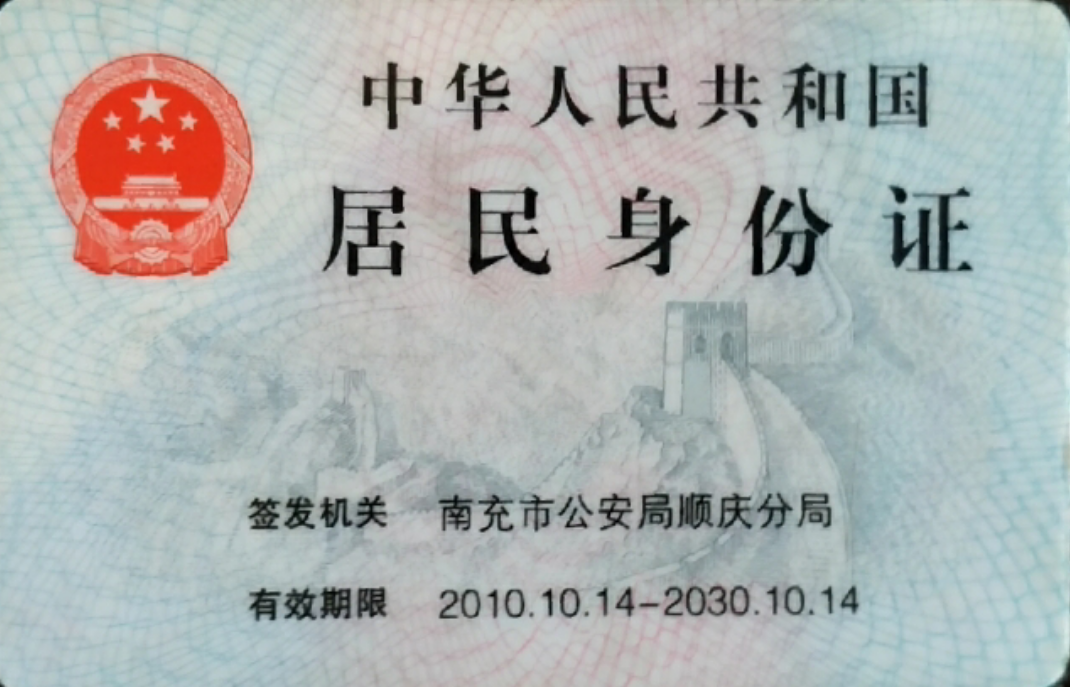 中华人民共和国
居民身份证
签发机关 南充市公安局顺庆分局
有效期限 2010.10.14-2030.10.14